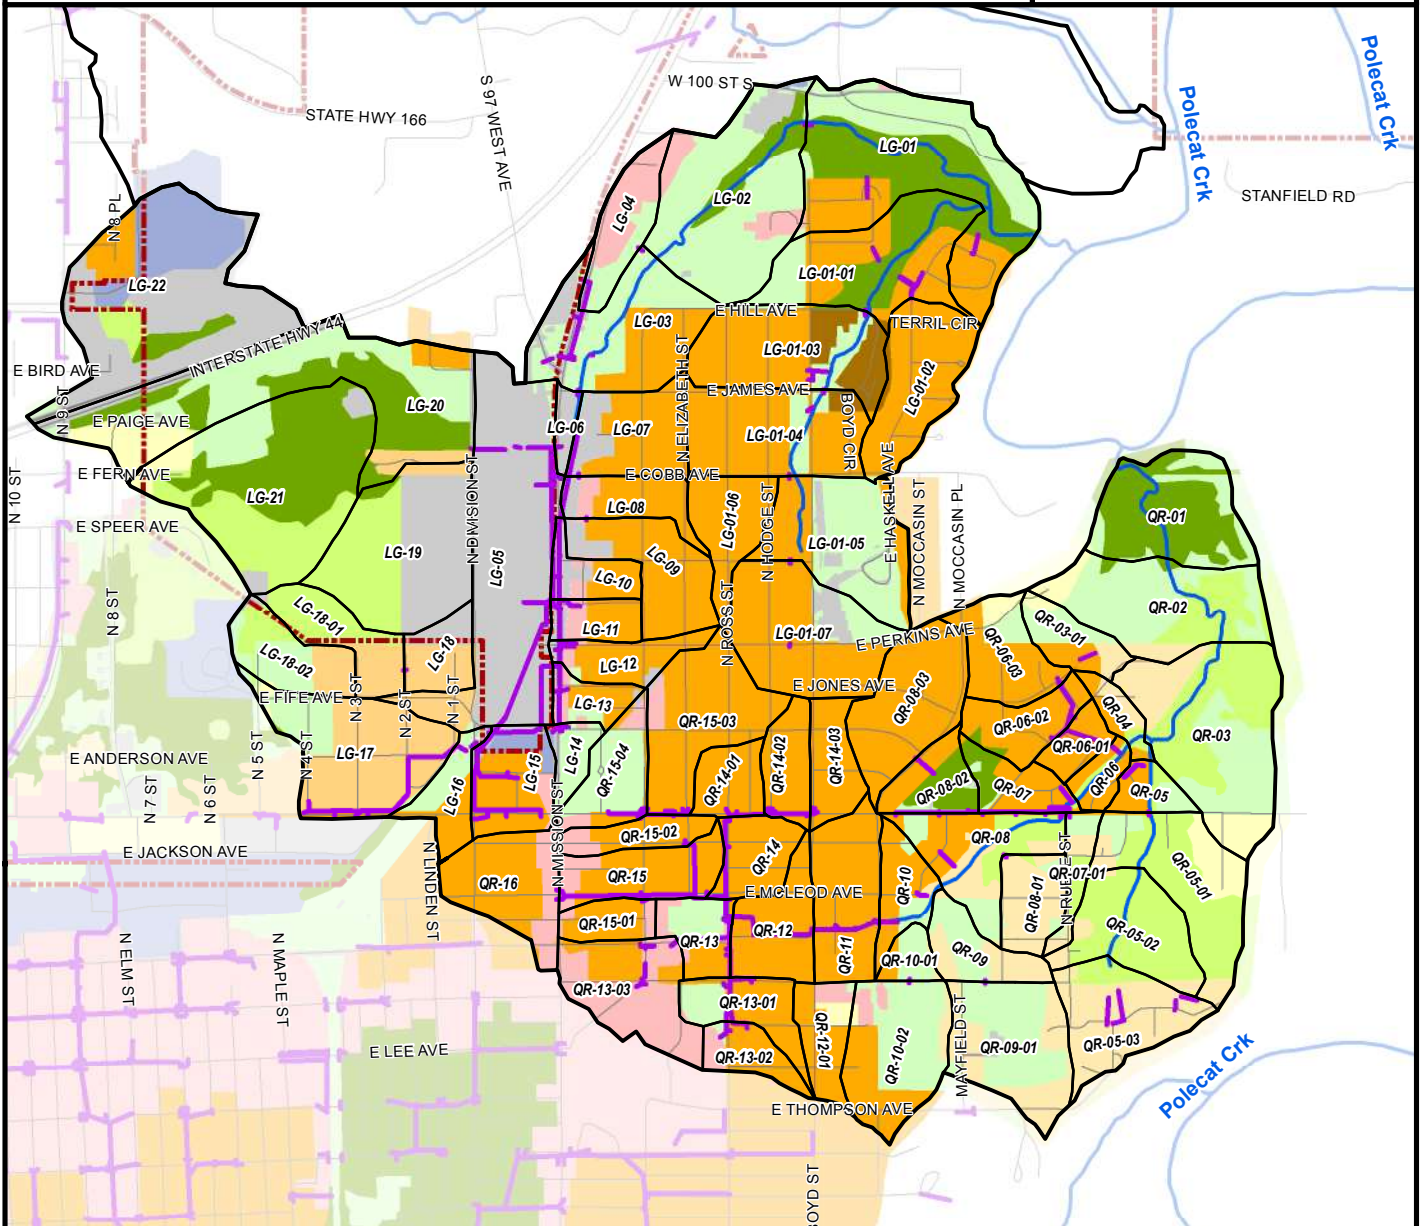 Polecat Crk
W 100 ST S
S 97 WEST AVE
STATE HWY 166
Polecat Crk
LG-01
STANFIELD RD
N 8 PL
LG-02
LG-04
LG-22
LG-01-01
E HILL AVE
LG-03
TERRIL CIR
INTERSTATE HWY 44
LG-01-03
N ELIZABETH ST
E BIRD AVE
E JAMES AVE
LG-01-02
N 9 ST
LG-20
E PAIGE AVE
LG-06
LG-07
LG-01-04
BOYD CIR
E FERN AVE
N DIVISION ST
E COBB AVE
N 10 ST
LG-21
E HASKELL AVE
N MOCCASIN ST
N MOCCASIN PL
LG-08
LG-01-06
N HODGE ST
QR-01
E SPEER AVE
LG-19
LG-05
LG-01-05
LG-09
LG-10
N 8 ST
LG-18-01
N ROSS ST
QR-02
LG-11
LG-01-07
E PERKINS AVE
QR-03-01
LG-18-02
LG-18
LG-12
QR-06-03
E FIFE AVE
N 3 ST
N 2 ST
N 1 ST
E JONES AVE
QR-08-03
LG-13
QR-04
QR-15-03
QR-06-02
QR-03
E ANDERSON AVE
N 5 ST
N 4 ST
LG-17
LG-14
QR-15-04
QR-14-02
QR-14-03
QR-06-01
N 7 ST
N 6 ST
LG-16
LG-15
QR-14-01
QR-08-02
QR-07
QR-06
QR-05
N MISSION ST
QR-15-02
QR-08
E JACKSON AVE
N LINDEN ST
QR-14
N RUBLE ST
QR-07-01
QR-05-01
QR-16
QR-15
E MCLEOD AVE
QR-10
QR-08-01
QR-15-01
QR-12
QR-05-02
N ELM ST
N MAPLE ST
QR-13
QR-11
QR-10-01
QR-09
QR-13-03
QR-13-01
QR-12-01
QR-10-02
MAYFIELD ST
QR-09-01
QR-05-03
E LEE AVE
QR-13-02
Polecat Crk
E THOMPSON AVE
BOYD ST